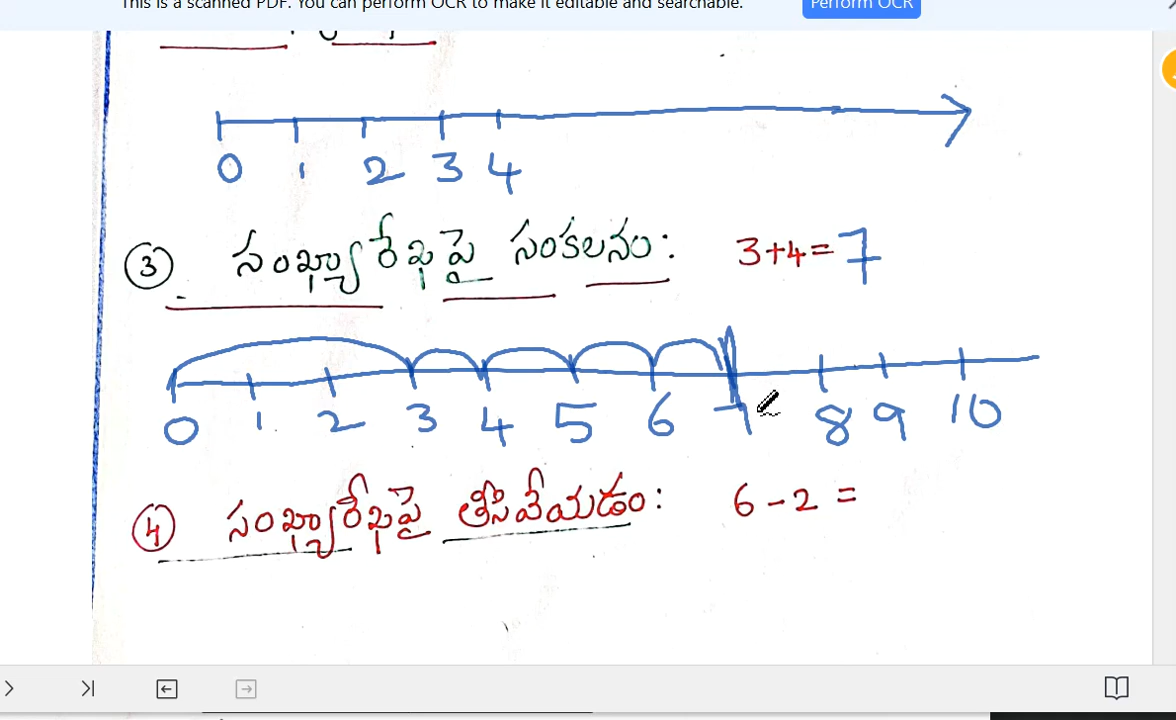 This is a scanned PDF. You can perform OCR to make it editable and searchable. Perform OCR
0 1 2 3 4
3 సంఖ్యారేఖపై సంకలనం: 3+4=7
0 1 2 3 4 5 6 7 8 9 10
4 సంఖ్యారేఖపై తీసివేయడం: 6-2=